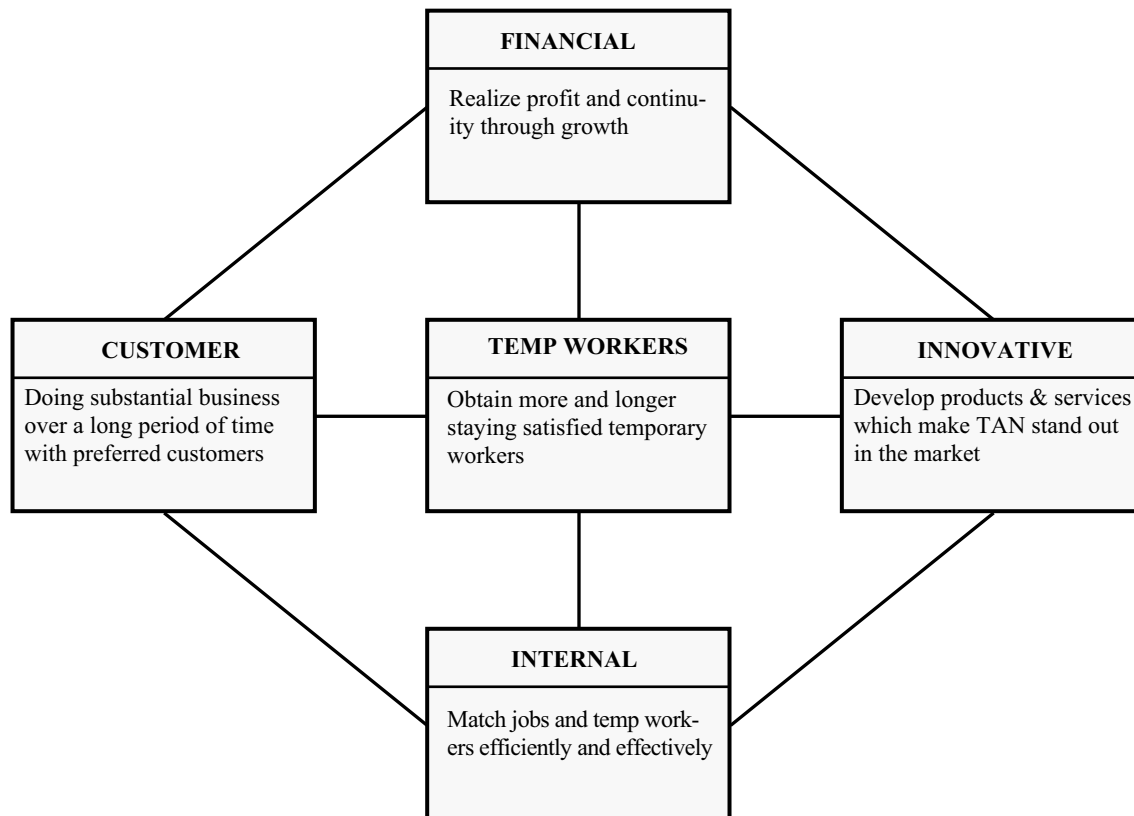 FINANCIAL
Realize profit and continu-
ity through growth
CUSTOMER
Doing substantial business
over a long period of time
with preferred customers
TEMP WORKERS
Obtain more and longer
staying satisfied temporary
workers
INNOVATIVE
Develop products & services
which make TAN stand out
in the market
INTERNAL
Match jobs and temp work-
ers efficiently and effectively